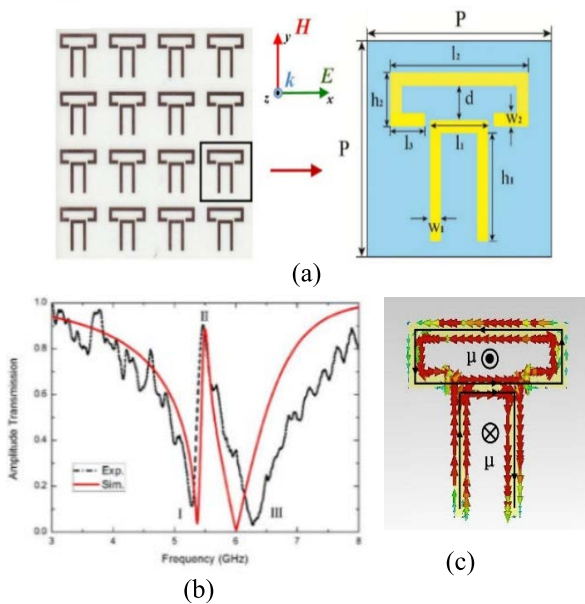 y
H
k
E
z
x
P
P
l₂
h₂
d
W₂
l₃
l₁
h₁
W₁
(a)
1.0
0.8
0.6
0.4
0.2
0.0
Amplitude Transmission
II
Exp.
Sim.
I
III
3 4 5 6 7 8
Frequency (GHz)
(b)
μ
μ
(c)